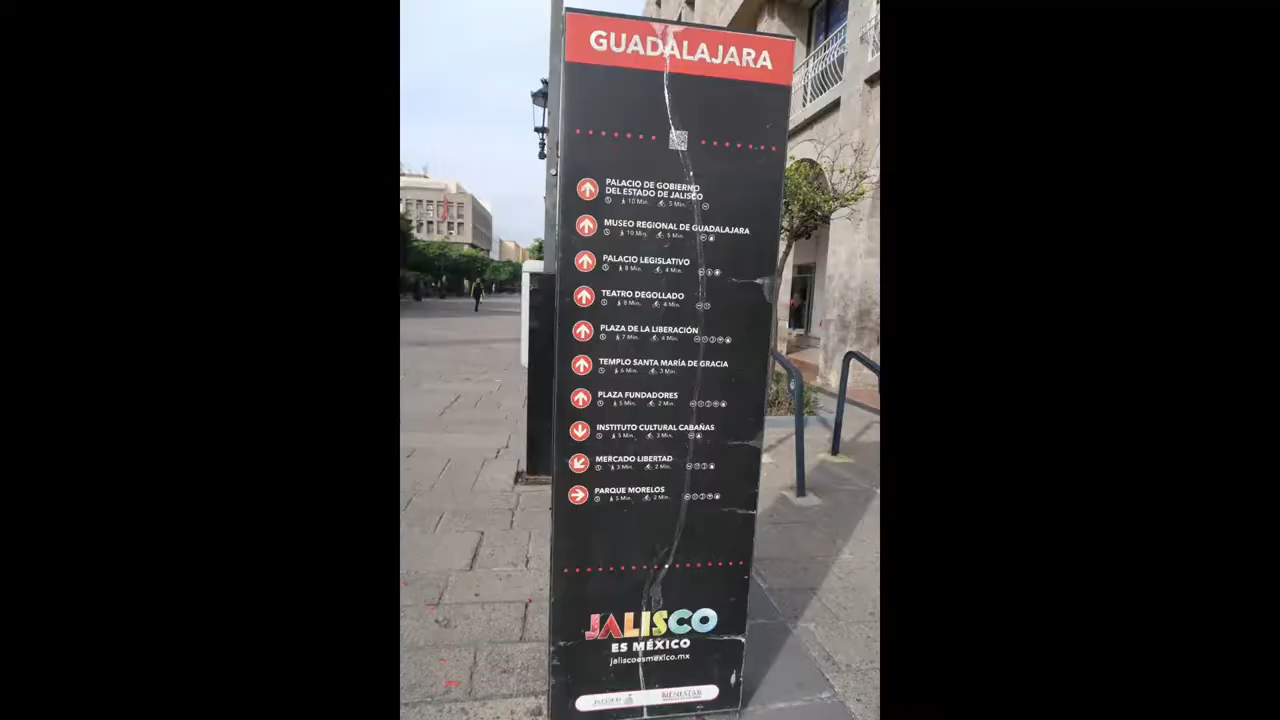 GUADALAJARA
PALACIO DE GOBIERNO
DEL ESTADO DE JALISCO
10 Min. 5 Min.
MUSEO REGIONAL DE GUADALAJARA
10 Min. 5 Min.
PALACIO LEGISLATIVO
8 Min. 4 Min.
TEATRO DEGOLLADO
8 Min. 4 Min.
PLAZA DE LA LIBERACIÓN
7 Min. 4 Min.
TEMPLO SANTA MARÍA DE GRACIA
6 Min. 3 Min.
PLAZA FUNDADORES
5 Min. 2 Min.
INSTITUTO CULTURAL CABAÑAS
5 Min. 3 Min.
MERCADO LIBERTAD
3 Min. 2 Min.
PARQUE MORELOS
5 Min. 2 Min.
JALISCO
ES MÉXICO
jaliscoesmexico.mx
JALISCO BIENESTAR